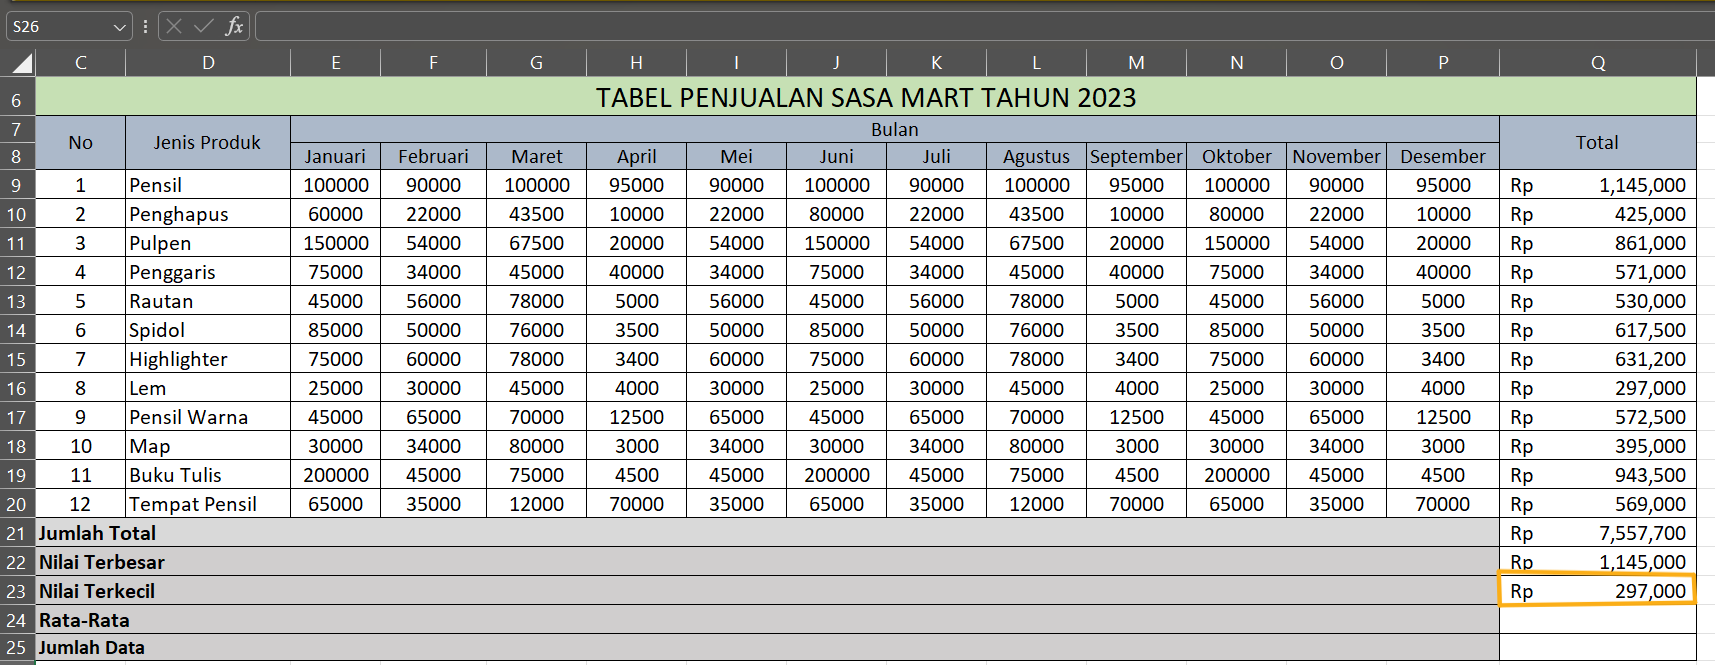 S26 fx
C D E F G H I J K L M N O P Q
6 TABEL PENJUALAN SASA MART TAHUN 2023
7 No Jenis Produk Bulan Total
8 Januari Februari Maret April Mei Juni Juli Agustus September Oktober November Desember
9 1 Pensil 100000 90000 100000 95000 90000 100000 90000 100000 95000 100000 90000 95000 Rp 1,145,000
10 2 Penghapus 60000 22000 43500 10000 22000 80000 22000 43500 10000 80000 22000 10000 Rp 425,000
11 3 Pulpen 150000 54000 67500 20000 54000 150000 54000 67500 20000 150000 54000 20000 Rp 861,000
12 4 Penggaris 75000 34000 45000 40000 34000 75000 34000 45000 40000 75000 34000 40000 Rp 571,000
13 5 Rautan 45000 56000 78000 5000 56000 45000 56000 78000 5000 45000 56000 5000 Rp 530,000
14 6 Spidol 85000 50000 76000 3500 50000 85000 50000 76000 3500 85000 50000 3500 Rp 617,500
15 7 Highlighter 75000 60000 78000 3400 60000 75000 60000 78000 3400 75000 60000 3400 Rp 631,200
16 8 Lem 25000 30000 45000 4000 30000 25000 30000 45000 4000 25000 30000 4000 Rp 297,000
17 9 Pensil Warna 45000 65000 70000 12500 65000 45000 65000 70000 12500 45000 65000 12500 Rp 572,500
18 10 Map 30000 34000 80000 3000 34000 30000 34000 80000 3000 30000 34000 3000 Rp 395,000
19 11 Buku Tulis 200000 45000 75000 4500 45000 200000 45000 75000 4500 200000 45000 4500 Rp 943,500
20 12 Tempat Pensil 65000 35000 12000 70000 35000 65000 35000 12000 70000 65000 35000 70000 Rp 569,000
21 Jumlah Total Rp 7,557,700
22 Nilai Terbesar Rp 1,145,000
23 Nilai Terkecil Rp 297,000
24 Rata-Rata
25 Jumlah Data